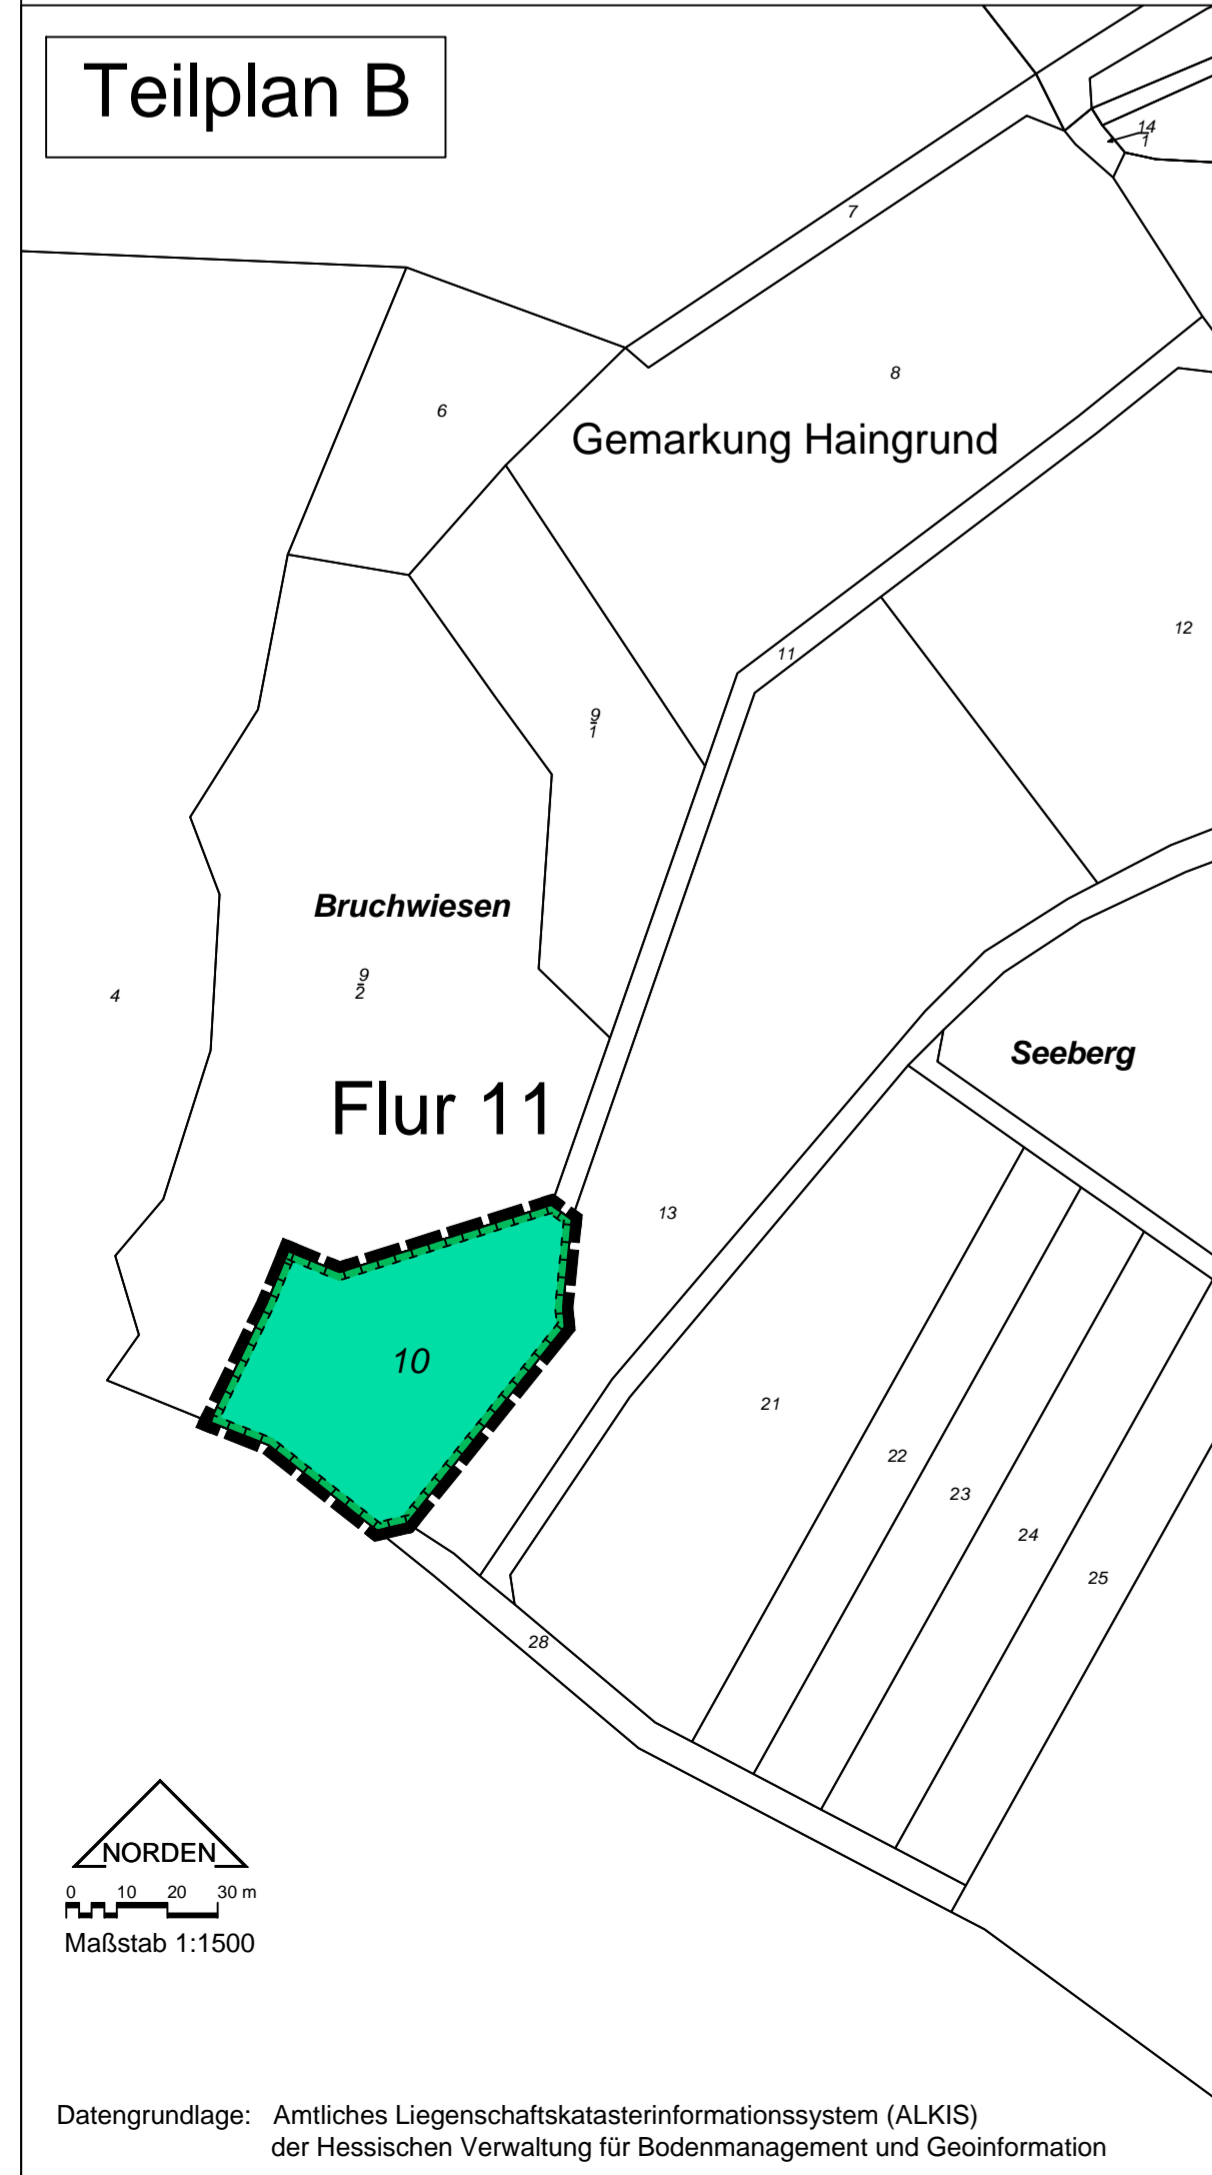 Teilplan B
14
1
7
8
6
Gemarkung Haingrund
12
11
9
1
Bruchwiesen
9
2
4
Seeberg
Flur 11
13
10
21
22
23
24
25
28
NORDEN
0 10 20 30 m
Maßstab 1:1500
Datengrundlage: Amtliches Liegenschaftskatasterinformationssystem (ALKIS)
der Hessischen Verwaltung für Bodenmanagement und Geoinformation